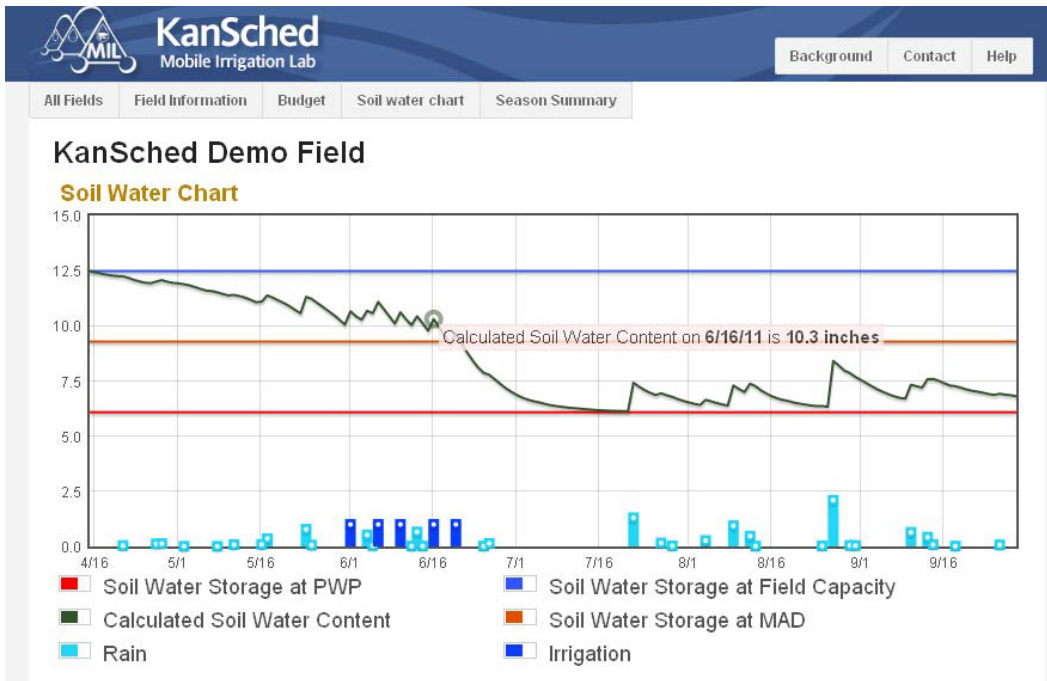 MIL
KanSched
Mobile Irrigation Lab
Background Contact Help
All Fields Field Information Budget Soil water chart Season Summary
KanSched Demo Field
Soil Water Chart
15.0
12.5
10.0
Calculated Soil Water Content on 6/16/11 is 10.3 inches
7.5
5.0
2.5
0.0
4/16 5/1 5/16 6/1 6/16 7/1 7/16 8/1 8/16 9/1 9/16
Soil Water Storage at PWP Soil Water Storage at Field Capacity
Calculated Soil Water Content Soil Water Storage at MAD
Rain Irrigation